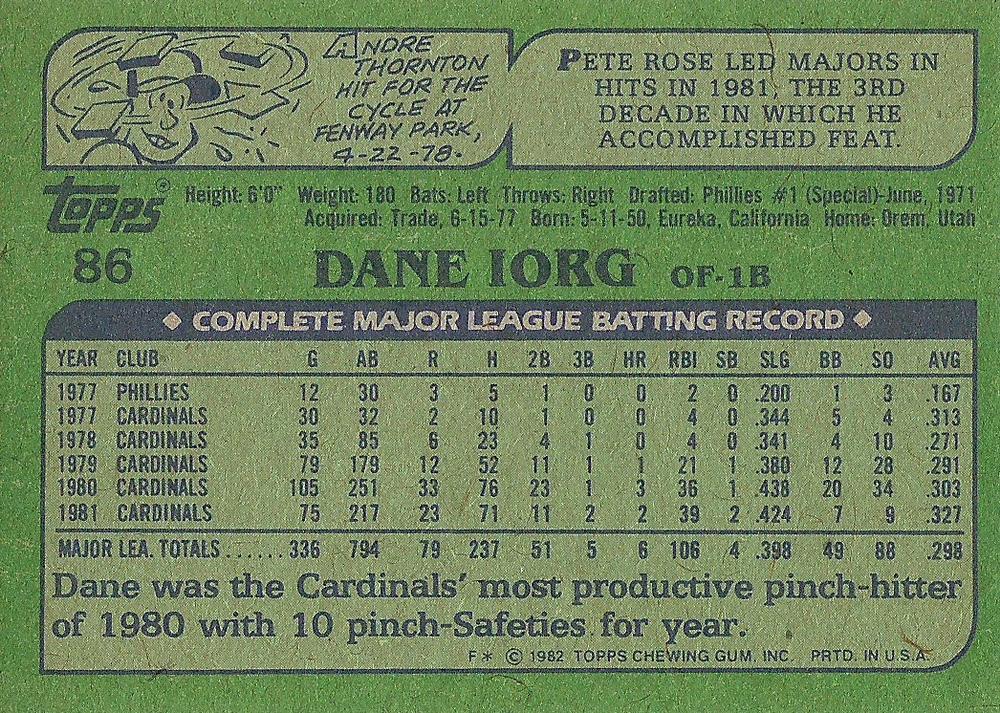 ANDRE
THORNTON
HIT FOR THE
CYCLE AT
FENWAY PARK,
4-22-78.
PETE ROSE LED MAJORS IN
HITS IN 1981, THE 3RD
DECADE IN WHICH HE
ACCOMPLISHED FEAT.
Topps®
Height: 6'0" Weight: 180 Bats: Left Throws: Right Drafted: Phillies #1 (Special)-June, 1971
Acquired: Trade, 6-15-77 Born: 5-11-50, Eureka, California Home: Orem, Utah
86 DANE IORG OF-1B
COMPLETE MAJOR LEAGUE BATTING RECORD
YEAR CLUB G AB R H 2B 3B HR RBI SB SLG BB SO AVG
1977 PHILLIES 12 30 3 5 1 0 0 2 0 .200 1 3 .167
1977 CARDINALS 30 32 2 10 1 0 0 4 0 .344 5 4 .313
1978 CARDINALS 35 85 6 23 4 1 0 4 0 .341 4 10 .271
1979 CARDINALS 79 179 12 52 11 1 1 21 1 .380 12 28 .291
1980 CARDINALS 105 251 33 76 23 1 3 36 1 .438 20 34 .303
1981 CARDINALS 75 217 23 71 11 2 2 39 2 .424 7 9 .327
MAJOR LEA. TOTALS......336 794 79 237 51 5 6 106 4 .398 49 88 .298
Dane was the Cardinals' most productive pinch-hitter
of 1980 with 10 pinch-Safeties for year.
F* © 1982 TOPPS CHEWING GUM, INC. PRTD. IN U.S.A.